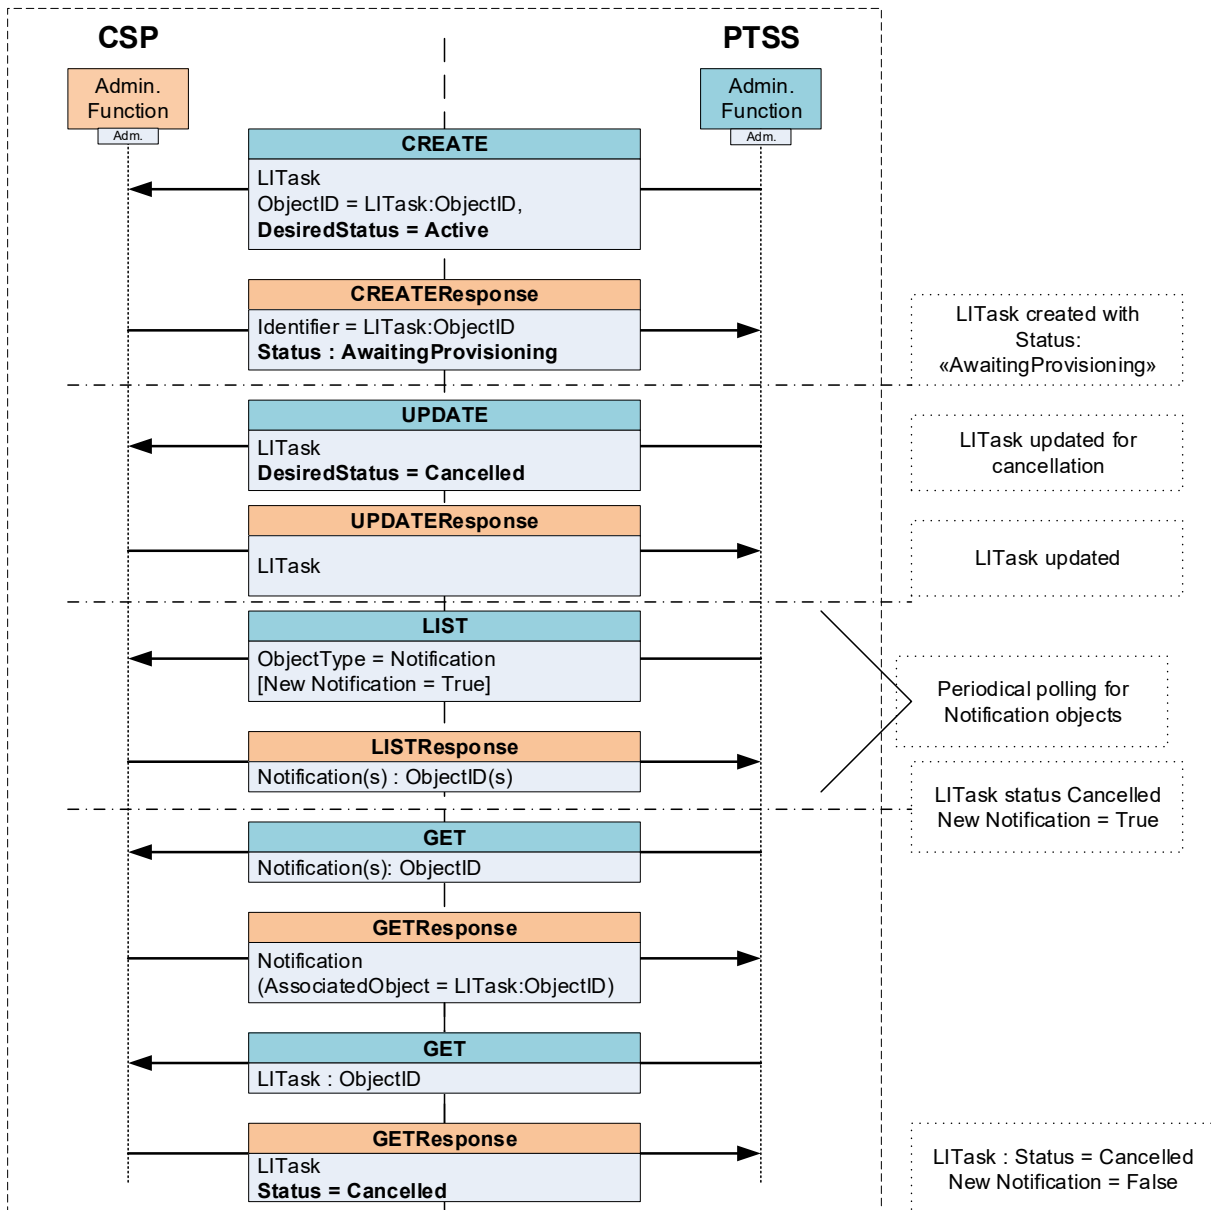 CSP
PTSS
Admin.
Function
Adm.
Admin.
Function
Adm.
CREATE
LITask
ObjectID = LITask:ObjectID,
DesiredStatus = Active
CREATEResponse
Identifier = LITask:ObjectID
Status : AwaitingProvisioning
LITask created with
Status:
«AwaitingProvisioning»
UPDATE
LITask
DesiredStatus = Cancelled
LITask updated for
cancellation
UPDATEResponse
LITask
LITask updated
LIST
ObjectType = Notification
[New Notification = True]
Periodical polling for
Notification objects
LISTResponse
Notification(s) : ObjectID(s)
LITask status Cancelled
New Notification = True
GET
Notification(s): ObjectID
GETResponse
Notification
(AssociatedObject = LITask:ObjectID)
GET
LITask : ObjectID
GETResponse
LITask
Status = Cancelled
LITask : Status = Cancelled
New Notification = False